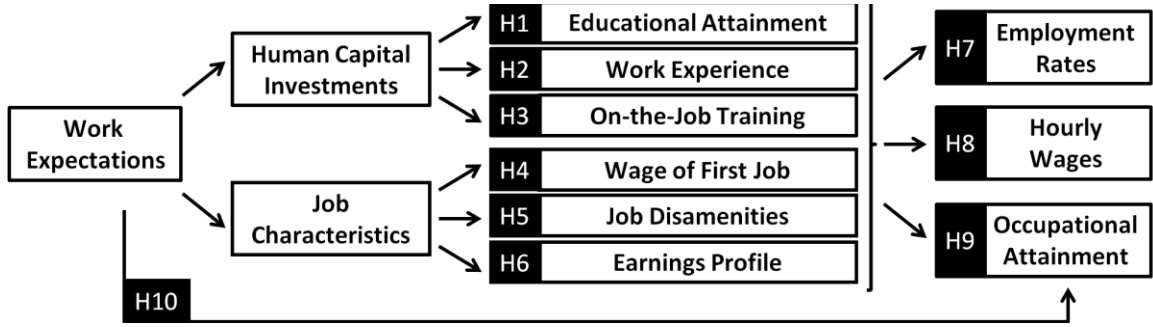 Work
Expectations
Human Capital
Investments
Job
Characteristics
H1 Educational Attainment
H2 Work Experience
H3 On-the-Job Training
H4 Wage of First Job
H5 Job Disamenities
H6 Earnings Profile
H7 Employment
Rates
H8 Hourly
Wages
H9 Occupational
Attainment
H10